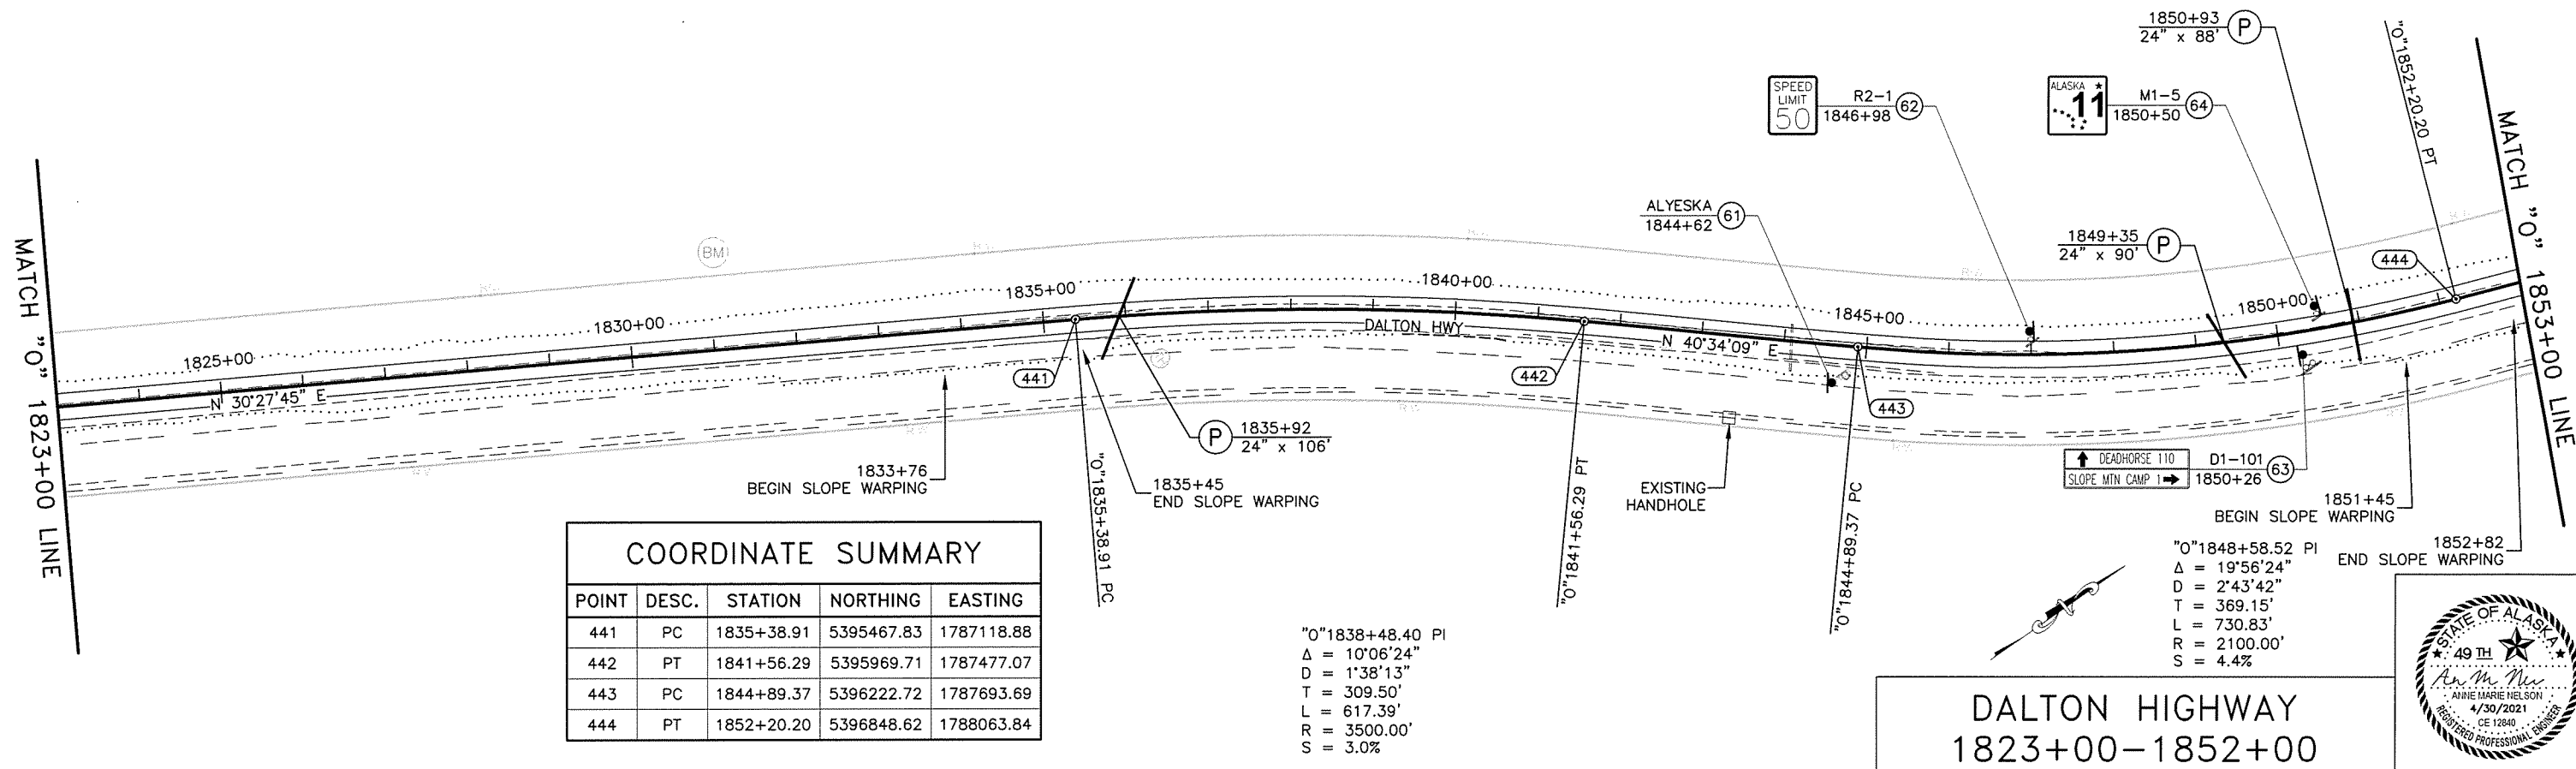 MATCH "O" 1823+00 LINE
1825+00
N 30°27'45" E
1830+00
BM
1833+76
BEGIN SLOPE WARPING
1835+00
441
"O"1835+38.91 PC
1835+45
END SLOPE WARPING
P
1835+92
24" x 106'
1840+00
DALTON HWY
442
"O"1841+56.29 PT
N 40°34'09" E
EXISTING
HANDHOLE
ALYESKA
1844+62
61
1845+00
443
"O"1844+89.37 PC
SPEED
LIMIT
50
R2-1
1846+98
62
ALASKA
11
M1-5
1850+50
64
1849+35
24" x 90'
P
1850+93
24" x 88'
P
1850+00
444
"O"1852+20.20 PT
MATCH "O" 1853+00 LINE
DEADHORSE 110
SLOPE MTN CAMP 1
D1-101
1850+26
63
1851+45
BEGIN SLOPE WARPING
1852+82
END SLOPE WARPING
COORDINATE SUMMARY
POINT DESC. STATION NORTHING EASTING
441 PC 1835+38.91 5395467.83 1787118.88
442 PT 1841+56.29 5395969.71 1787477.07
443 PC 1844+89.37 5396222.72 1787693.69
444 PT 1852+20.20 5396848.62 1788063.84
"O"1838+48.40 PI
Δ = 10°06'24"
D = 1°38'13"
T = 309.50'
L = 617.39'
R = 3500.00'
S = 3.0%
"O"1848+58.52 PI
Δ = 19°56'24"
D = 2°43'42"
T = 369.15'
L = 730.83'
R = 2100.00'
S = 4.4%
DALTON HIGHWAY
1823+00-1852+00
STATE OF ALASKA
49 TH
ANNE MARIE NELSON
4/30/2021
CE 12840
REGISTERED PROFESSIONAL ENGINEER